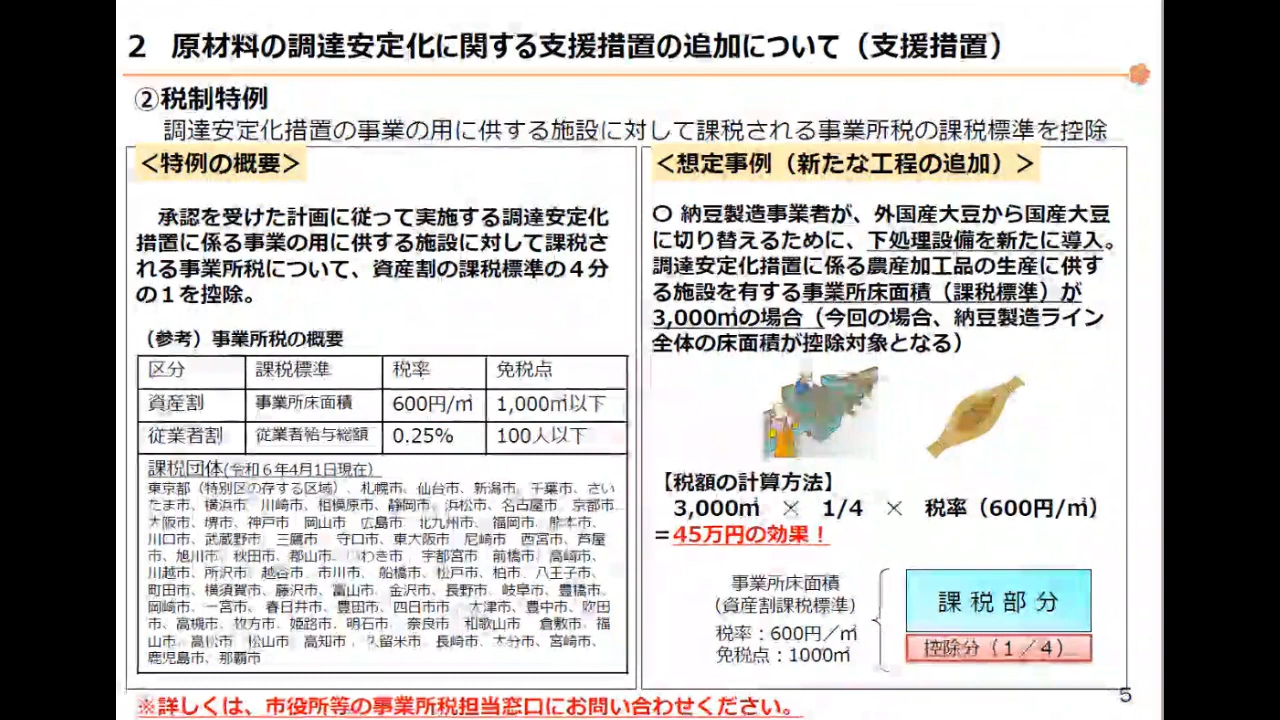 2 原材料の調達安定化に関する支援措置の追加について（支援措置）
②税制特例
調達安定化措置の事業の用に供する施設に対して課税される事業所税の課税標準を控除
＜特例の概要＞
承認を受けた計画に従って実施する調達安定化
措置に係る事業の用に供する施設に対して課税さ
れる事業所税について、資産割の課税標準の４分
の１を控除。
（参考）事業所税の概要
区分 課税標準 税率 免税点
資産割 事業所床面積 600円/㎡ 1,000㎡以下
従業者割 従業者給与総額 0.25% 100人以下
課税団体(令和６年4月1日現在)
東京都（特別区の存する区域）、札幌市、仙台市、新潟市、千葉市、さい
たま市、横浜市、川崎市、相模原市、静岡市、浜松市、名古屋市、京都市、
大阪市、堺市、神戸市、岡山市、広島市、北九州市、福岡市、熊本市、
川口市、武蔵野市、三鷹市、守口市、東大阪市、尼崎市、西宮市、芦屋
市、旭川市、秋田市、郡山市、いわき市、宇都宮市、前橋市、高崎市、
川越市、所沢市、越谷市、市川市、船橋市、松戸市、柏市、八王子市、
町田市、横須賀市、藤沢市、富山市、金沢市、長野市、岐阜市、豊橋市、
岡崎市、一宮市、春日井市、豊田市、四日市市、大津市、豊中市、吹田
市、高槻市、枚方市、姫路市、明石市、奈良市、和歌山市、倉敷市、福
山市、高松市、松山市、高知市、久留米市、長崎市、大分市、宮崎市、
鹿児島市、那覇市
＜想定事例（新たな工程の追加）＞
〇 納豆製造事業者が、外国産大豆から国産大豆
に切り替えるために、下処理設備を新たに導入。
調達安定化措置に係る農産加工品の生産に供す
る施設を有する事業所床面積（課税標準）が
3,000㎡の場合（今回の場合、納豆製造ライン
全体の床面積が控除対象となる）
【税額の計算方法】
3,000㎡ × 1/4 × 税率（600円/㎡）
＝45万円の効果！
事業所床面積
（資産割課税標準）
税率：600円／㎡
免税点：1000㎡
課税部分
控除分（１／４）
※詳しくは、市役所等の事業所税担当窓口にお問い合わせください。
5